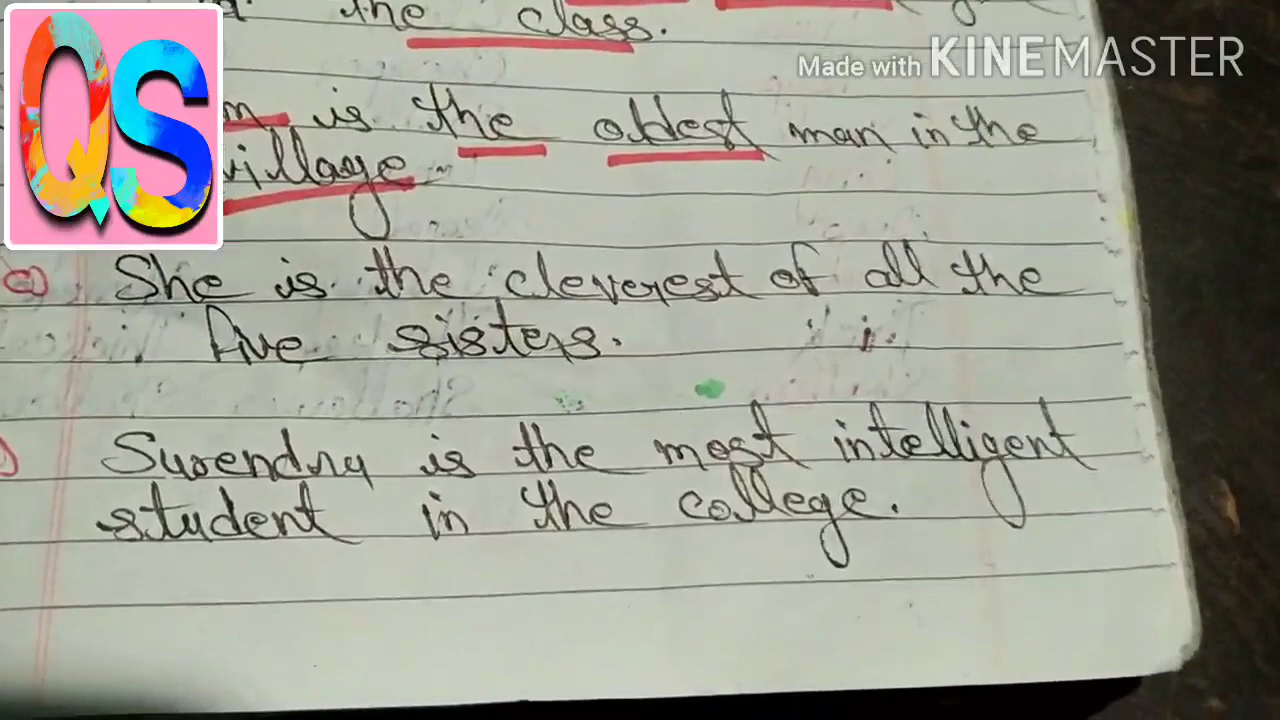 the class.
Made with KINEMASTER
QS
is the oldest man in the
village
c) She is the cleverest of all the
five sisters.
Surendra is the most intelligent
student in the college.